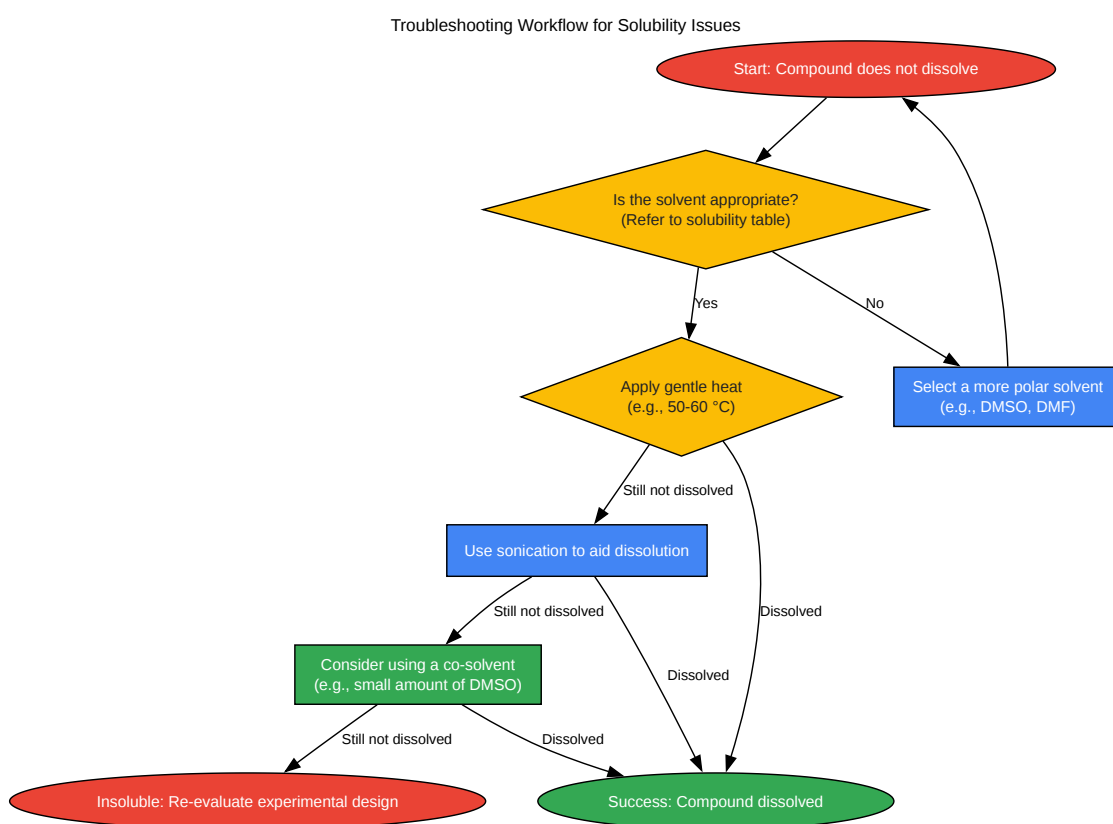 Troubleshooting Workflow for Solubility Issues
Start: Compound does not dissolve
Is the solvent appropriate?
(Refer to solubility table)
Yes
No
Apply gentle heat
(e.g., 50-60 °C)
Select a more polar solvent
(e.g., DMSO, DMF)
Still not dissolved
Use sonication to aid dissolution
Still not dissolved
Dissolved
Consider using a co-solvent
(e.g., small amount of DMSO)
Dissolved
Still not dissolved
Dissolved
Insoluble: Re-evaluate experimental design
Success: Compound dissolved